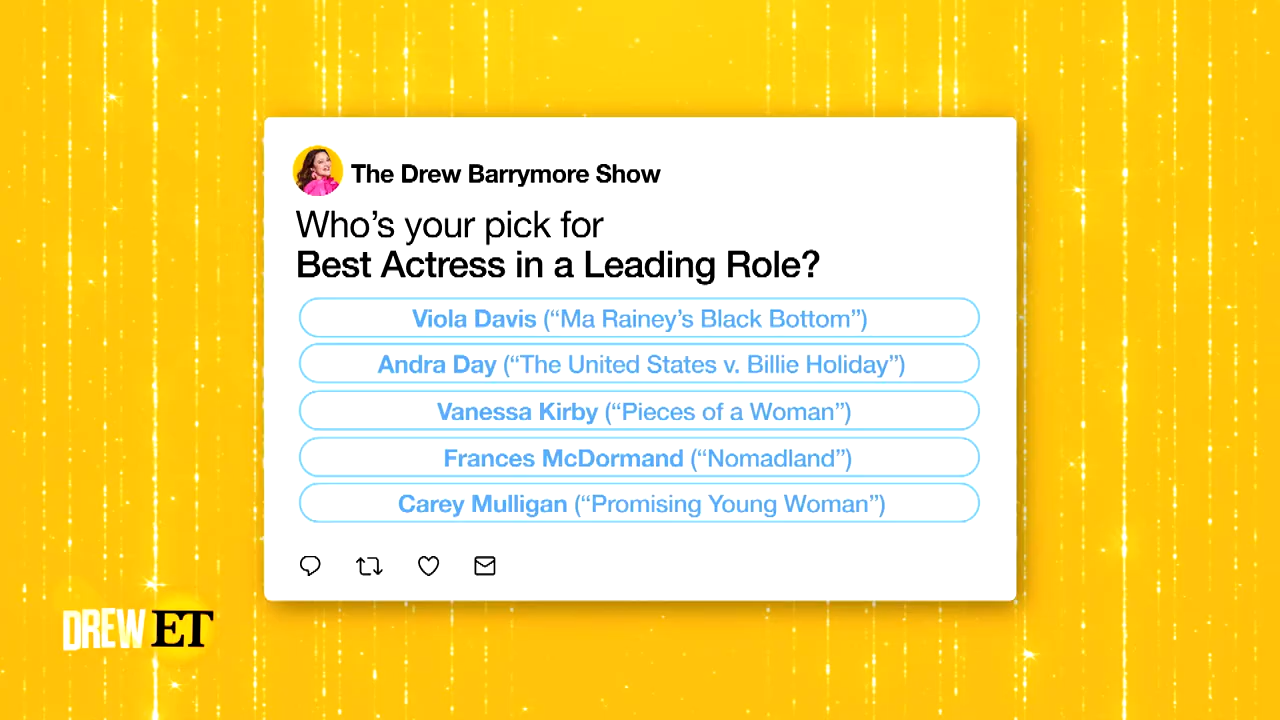 The Drew Barrymore Show
Who’s your pick for
Best Actress in a Leading Role?
Viola Davis (“Ma Rainey’s Black Bottom”)
Andra Day (“The United States v. Billie Holiday”)
Vanessa Kirby (“Pieces of a Woman”)
Frances McDormand (“Nomadland”)
Carey Mulligan (“Promising Young Woman”)
DREW ET